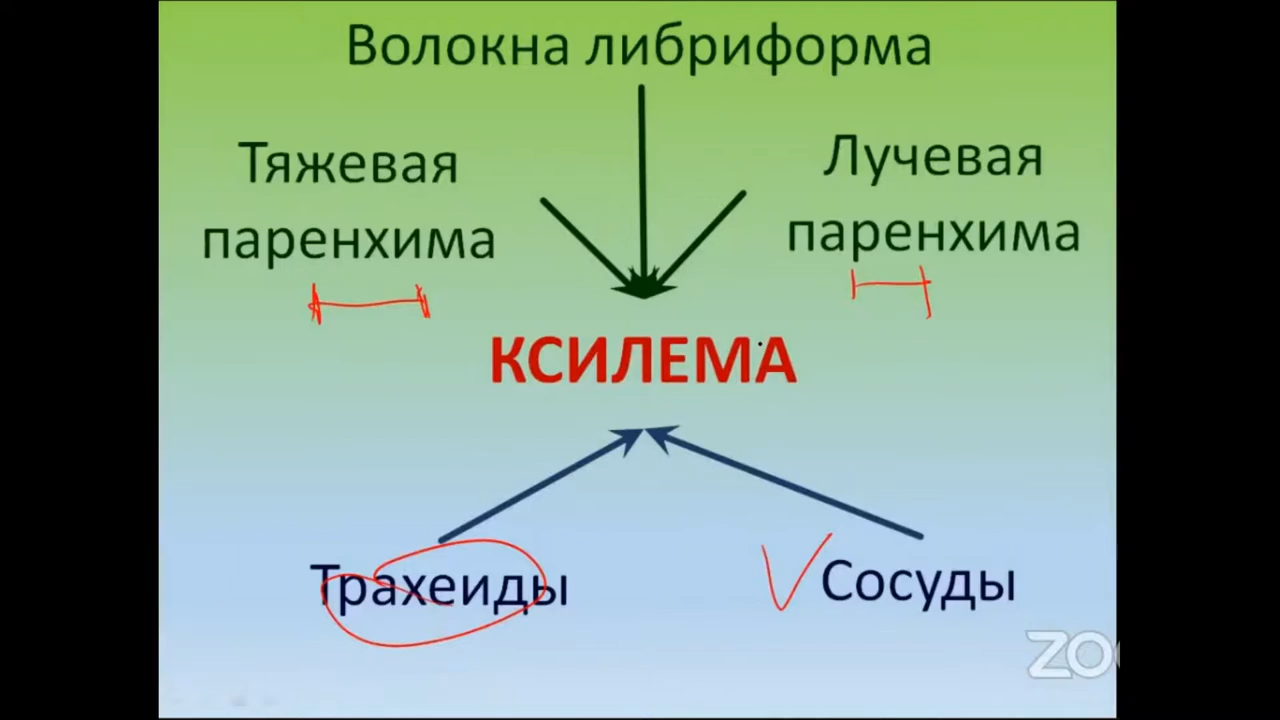 Волокна либриформа
Тяжевая
паренхима
Лучевая
паренхима
КСИЛЕМА
Трахеиды
Сосуды